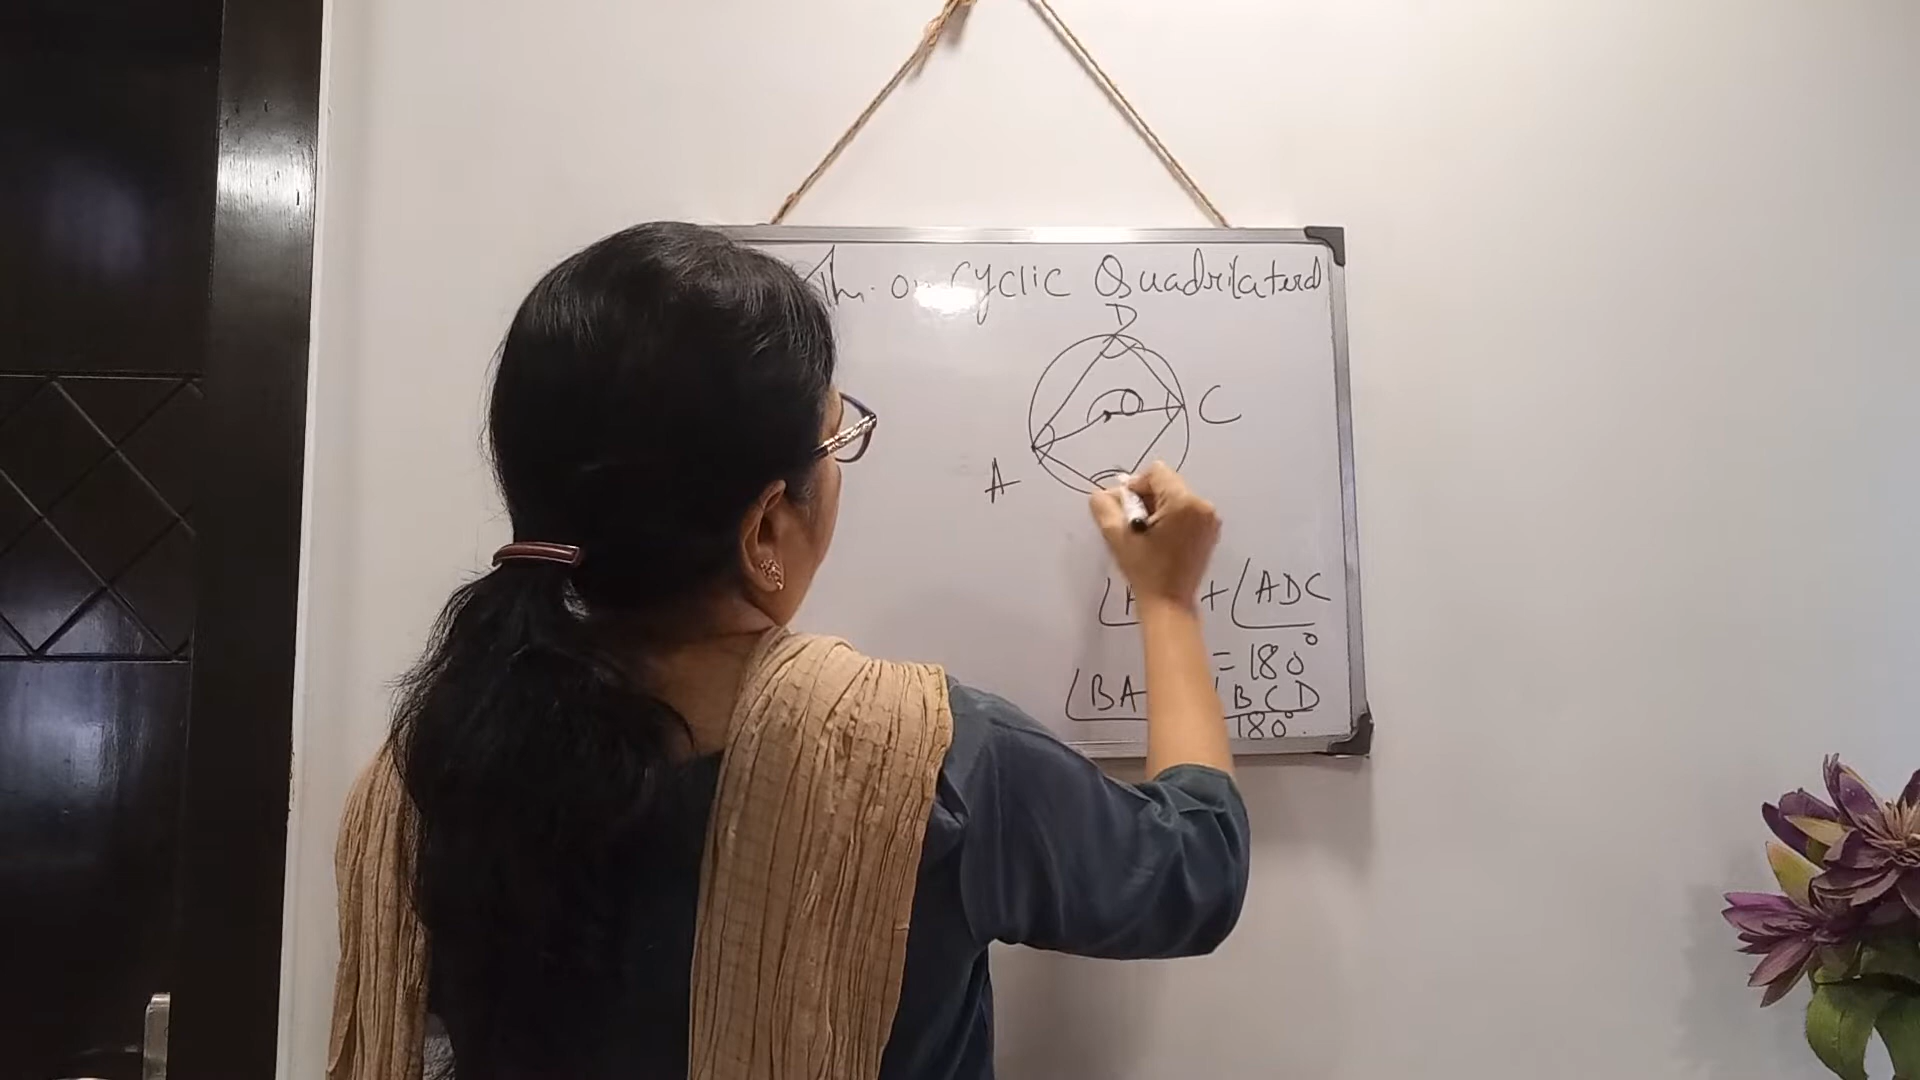 Th. on Cyclic Quadrilateral
D
O
C
A
+ ∠ADC
= 180°
∠BA ∠BCD
180°.